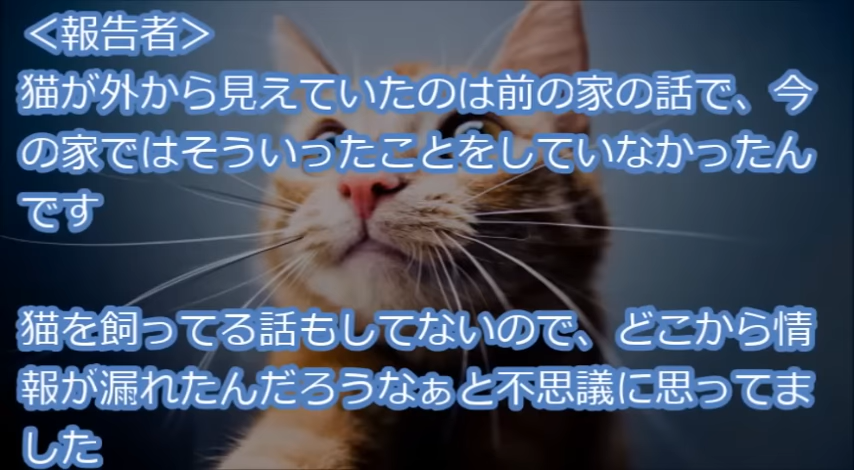 ＜報告者＞
猫が外から見えていたのは前の家の話で、今
の家ではそういったことをしていなかったん
です
猫を飼ってる話もしてないので、どこから情
報が漏れたんだろうなぁと不思議に思ってま
した